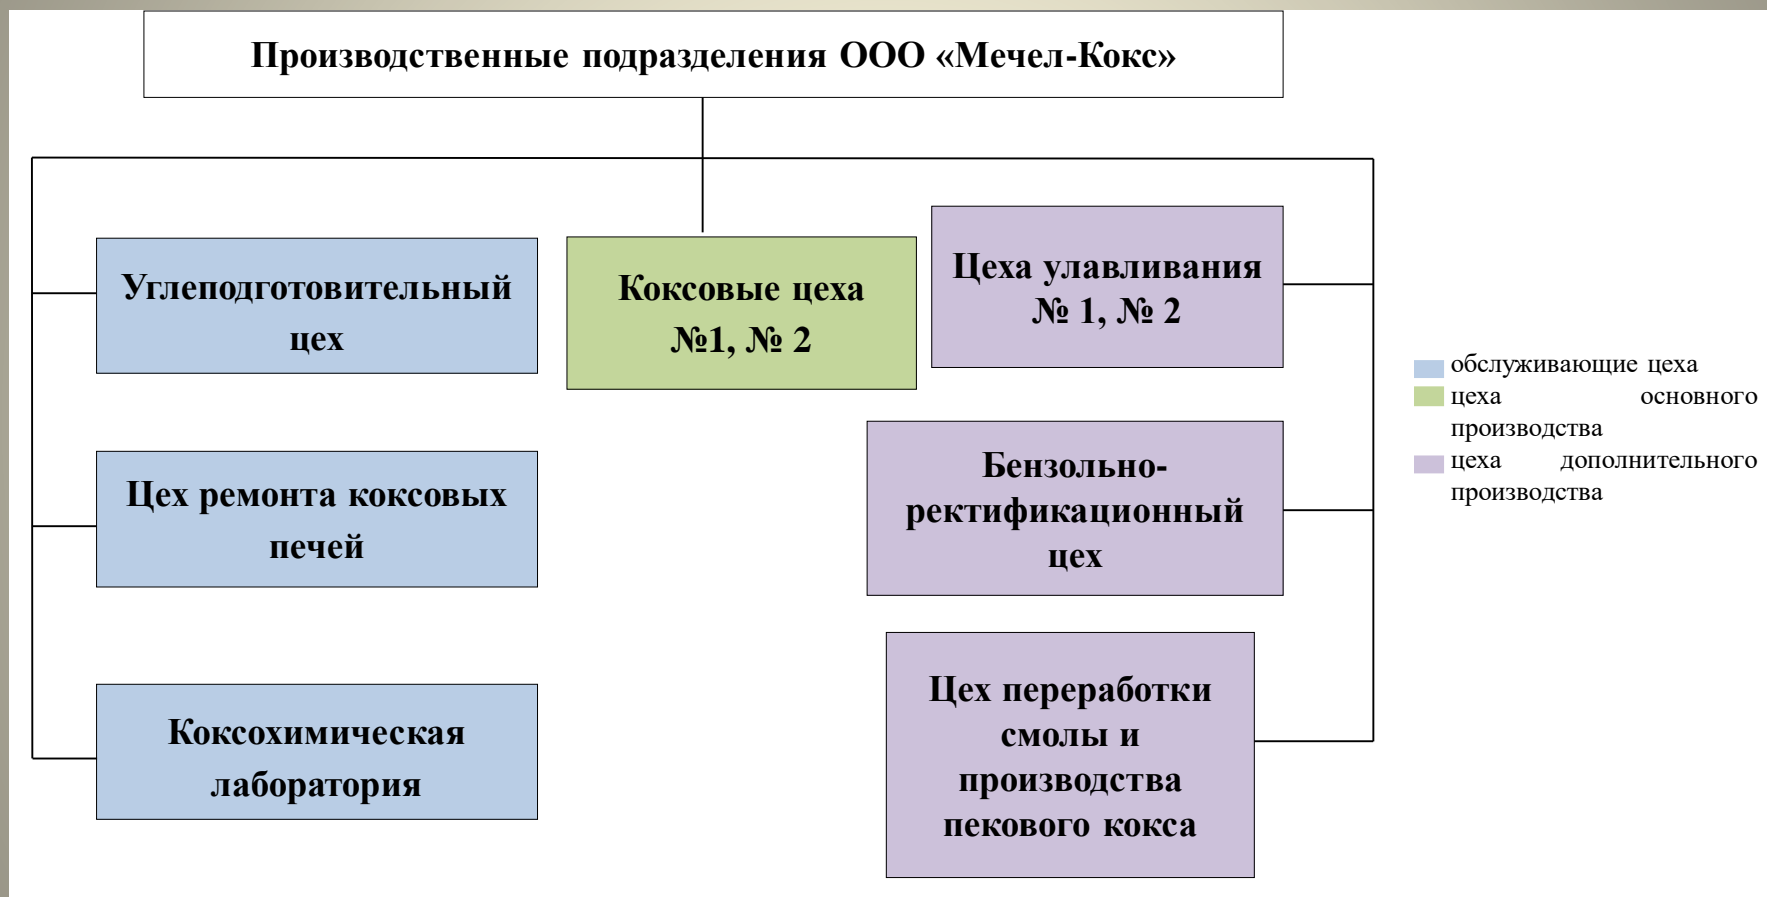 Производственные подразделения ООО «Мечел-Кокс»
Углеподготовительный
цех
Коксовые цеха
№1, № 2
Цеха улавливания
№ 1, № 2
Цех ремонта коксовых
печей
Бензольно-
ректификационный
цех
Коксохимическая
лаборатория
Цех переработки
смолы и
производства
пекового кокса
обслуживающие цеха
цеха основного
производства
цеха дополнительного
производства